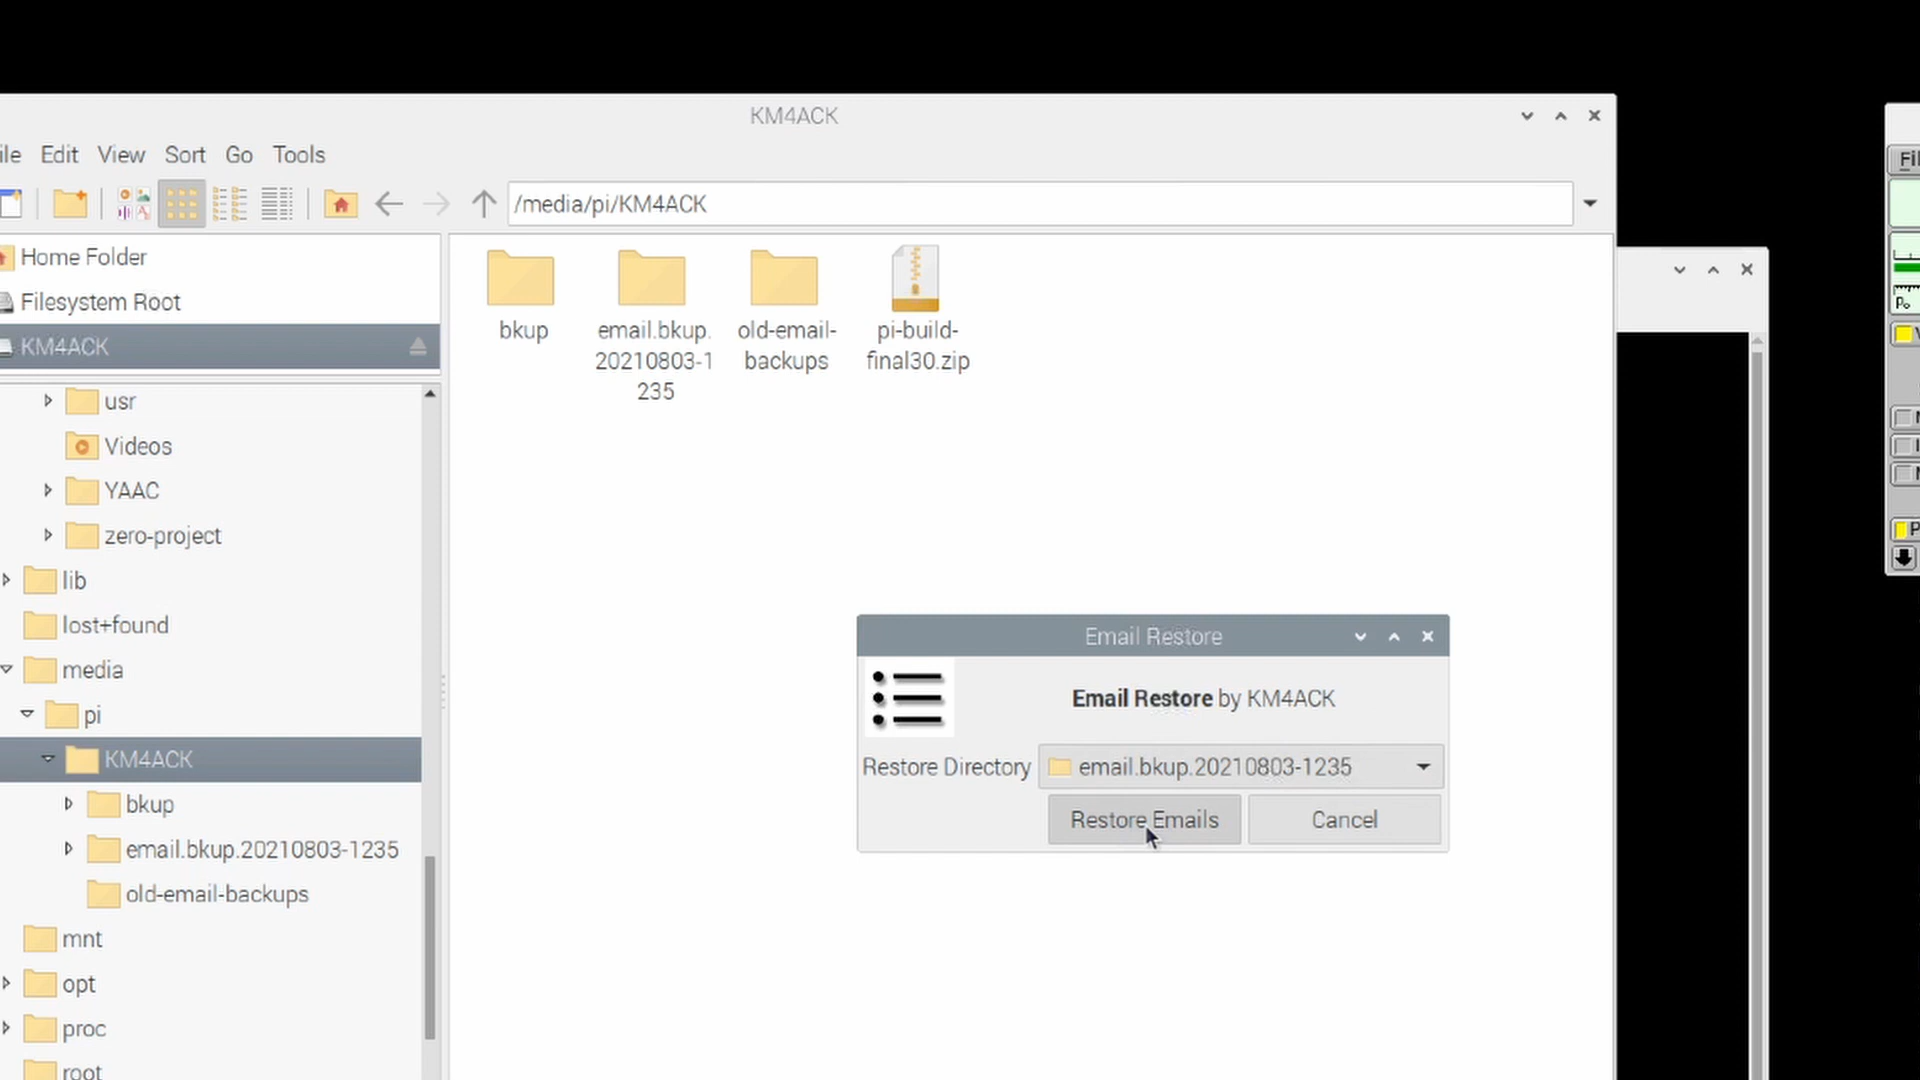 KM4ACK
ile Edit View Sort Go Tools
/media/pi/KM4ACK
Home Folder
Filesystem Root
KM4ACK
usr
Videos
YAAC
zero-project
lib
lost+found
media
pi
KM4ACK
bkup
email.bkup.20210803-1235
old-email-backups
mnt
opt
proc
root
bkup
email.bkup.
20210803-1
235
old-email-
backups
pi-build-
final30.zip
Email Restore
Email Restore by KM4ACK
Restore Directory
email.bkup.20210803-1235
Restore Emails
Cancel
Fil
Po